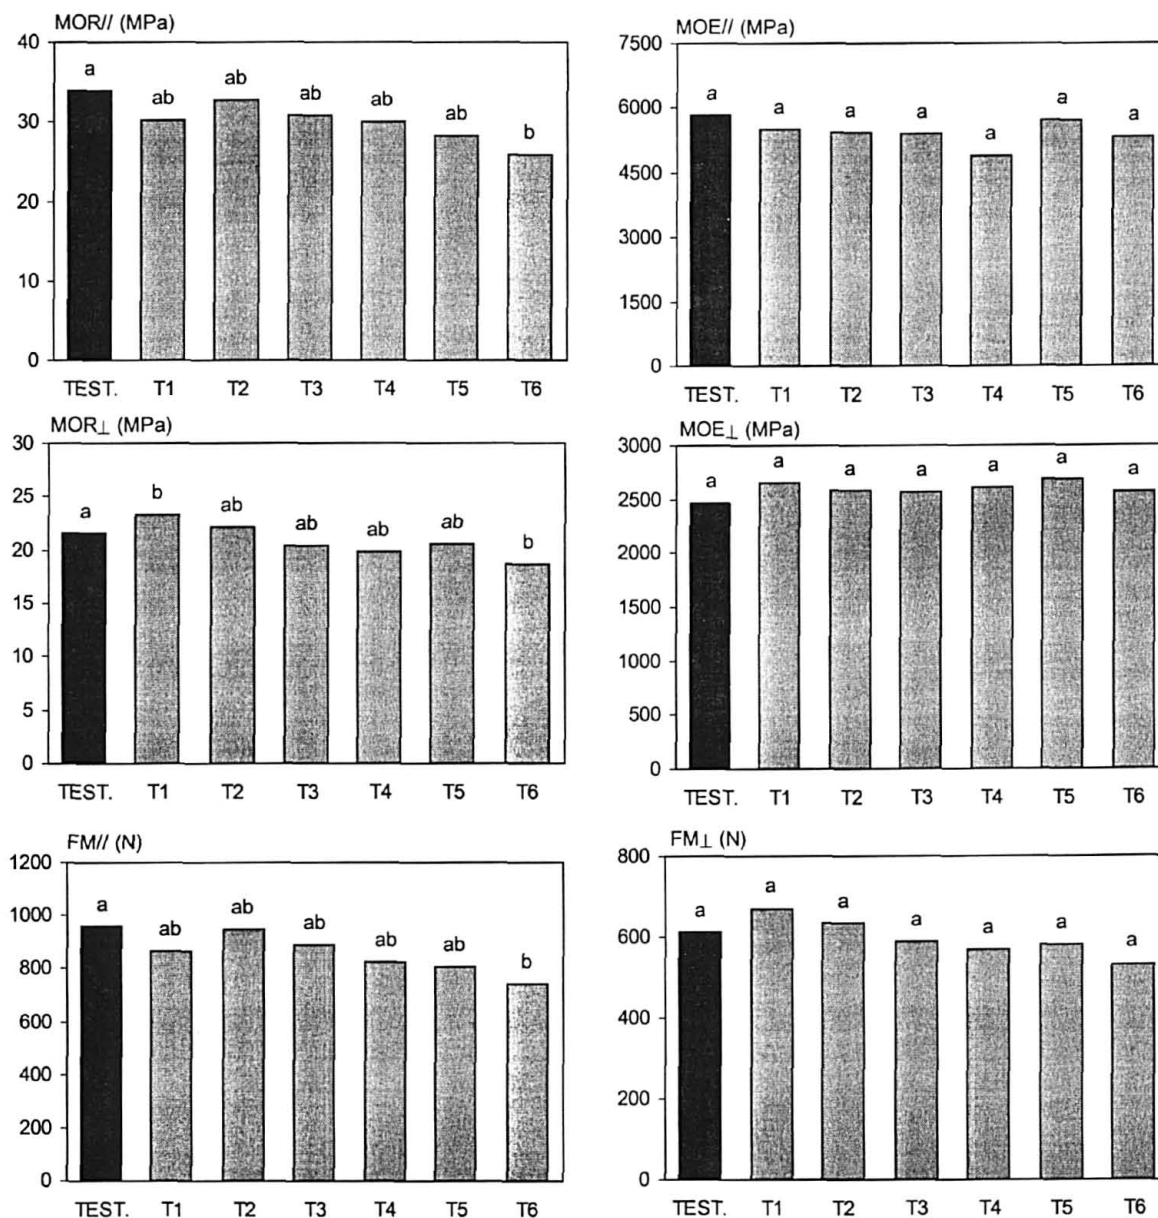 MOR// (MPa)
40
30
20
10
0
a
ab
ab
ab
ab
ab
b
TEST. T1 T2 T3 T4 T5 T6
MOE// (MPa)
7500
6000
4500
3000
1500
0
a
a
a
a
a
a
a
TEST. T1 T2 T3 T4 T5 T6
MOR⊥ (MPa)
30
25
20
15
10
5
0
a
b
ab
ab
ab
ab
b
TEST. T1 T2 T3 T4 T5 T6
MOE⊥ (MPa)
3000
2500
2000
1500
1000
500
0
a
a
a
a
a
a
a
TEST. T1 T2 T3 T4 T5 T6
FM// (N)
1200
1000
800
600
400
200
0
a
ab
ab
ab
ab
ab
b
TEST. T1 T2 T3 T4 T5 T6
FM⊥ (N)
800
600
400
200
0
a
a
a
a
a
a
a
TEST. T1 T2 T3 T4 T5 T6